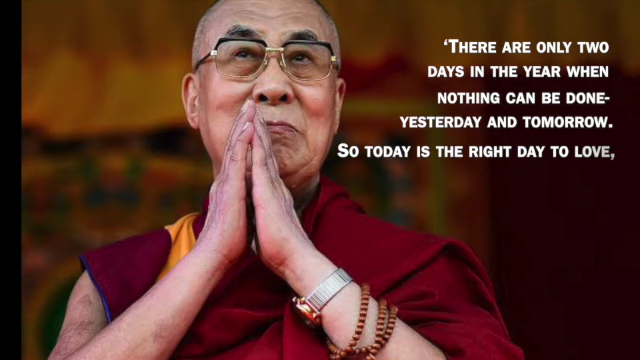 ‘There are only two
days in the year when
nothing can be done-
yesterday and tomorrow.
So today is the right day to love,